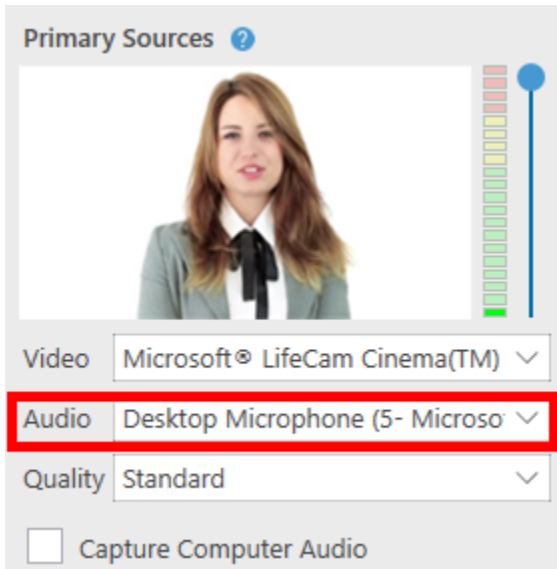 Primary Sources ?
Video Microsoft® LifeCam Cinema(TM)
Audio Desktop Microphone (5- Microso
Quality Standard
Capture Computer Audio